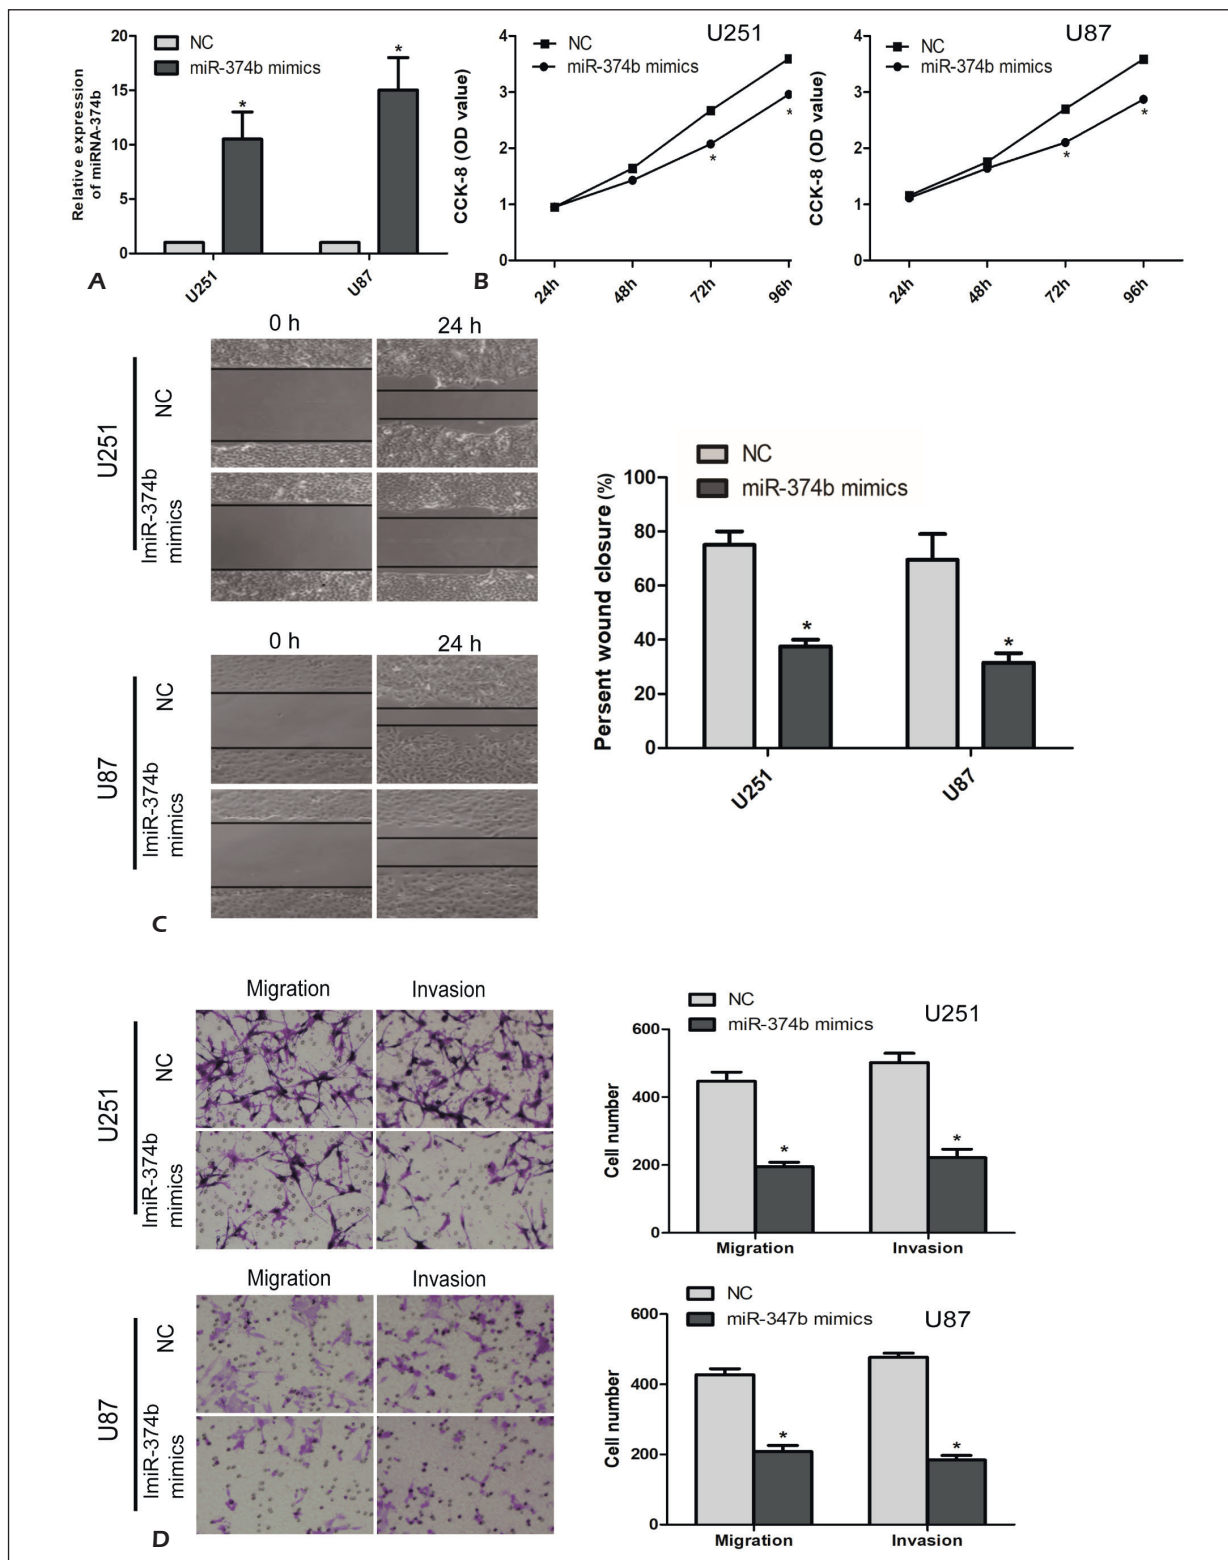 20
15
10
5
0
Relative expression
of miRNA-374b
NC
miR-374b mimics
*
*
U251
U87
A
4
3
2
1
0
CCK-8 (OD value)
NC
miR-374b mimics
U251
*
*
24h
48h
72h
96h
B
4
3
2
1
0
CCK-8 (OD value)
NC
miR-374b mimics
U87
*
*
24h
48h
72h
96h
0 h
24 h
U251
NC
ImiR-374b
mimics
0 h
24 h
U87
NC
ImiR-374b
mimics
C
NC
miR-374b mimics
100
80
60
40
20
0
Persent wound closure (%)
*
*
U251
U87
Migration
Invasion
U251
NC
ImiR-374b
mimics
Migration
Invasion
U87
NC
ImiR-374b
mimics
D
NC
miR-374b mimics
U251
600
400
200
0
Cell number
*
*
Migration
Invasion
NC
miR-347b mimics
U87
600
400
200
0
Cell number
*
*
Migration
Invasion